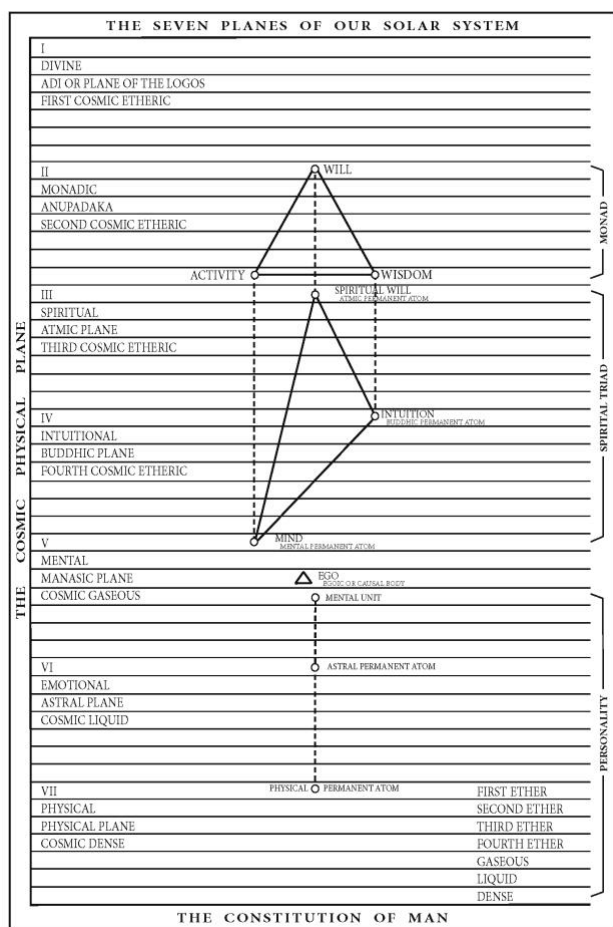 THE SEVEN PLANES OF OUR SOLAR SYSTEM
I
DIVINE
ADI OR PLANE OF THE LOGOS
FIRST COSMIC ETHERIC
II
WILL
MONADIC
ANUPADAKA
SECOND COSMIC ETHERIC
MONAD
ACTIVITY
WISDOM
III
SPIRITUAL WILL
ATMIC PERMANENT ATOM
SPIRITUAL
ATMIC PLANE
THIRD COSMIC ETHERIC
THE COSMIC PHYSICAL PLANE
SPIRITAL TRIAD
IV
INTUITION
BUDDHIC PERMANENT ATOM
INTUITIONAL
BUDDHIC PLANE
FOURTH COSMIC ETHERIC
V
MIND
MENTAL PERMANENT ATOM
MENTAL
MANASIC PLANE
EGO
EGOIC OR CAUSAL BODY
COSMIC GASEOUS
MENTAL UNIT
VI
ASTRAL PERMANENT ATOM
EMOTIONAL
ASTRAL PLANE
COSMIC LIQUID
PERSONALITY
VII
PHYSICAL PERMANENT ATOM
FIRST ETHER
PHYSICAL
SECOND ETHER
PHYSICAL PLANE
THIRD ETHER
COSMIC DENSE
FOURTH ETHER
GASEOUS
LIQUID
DENSE
THE CONSTITUTION OF MAN